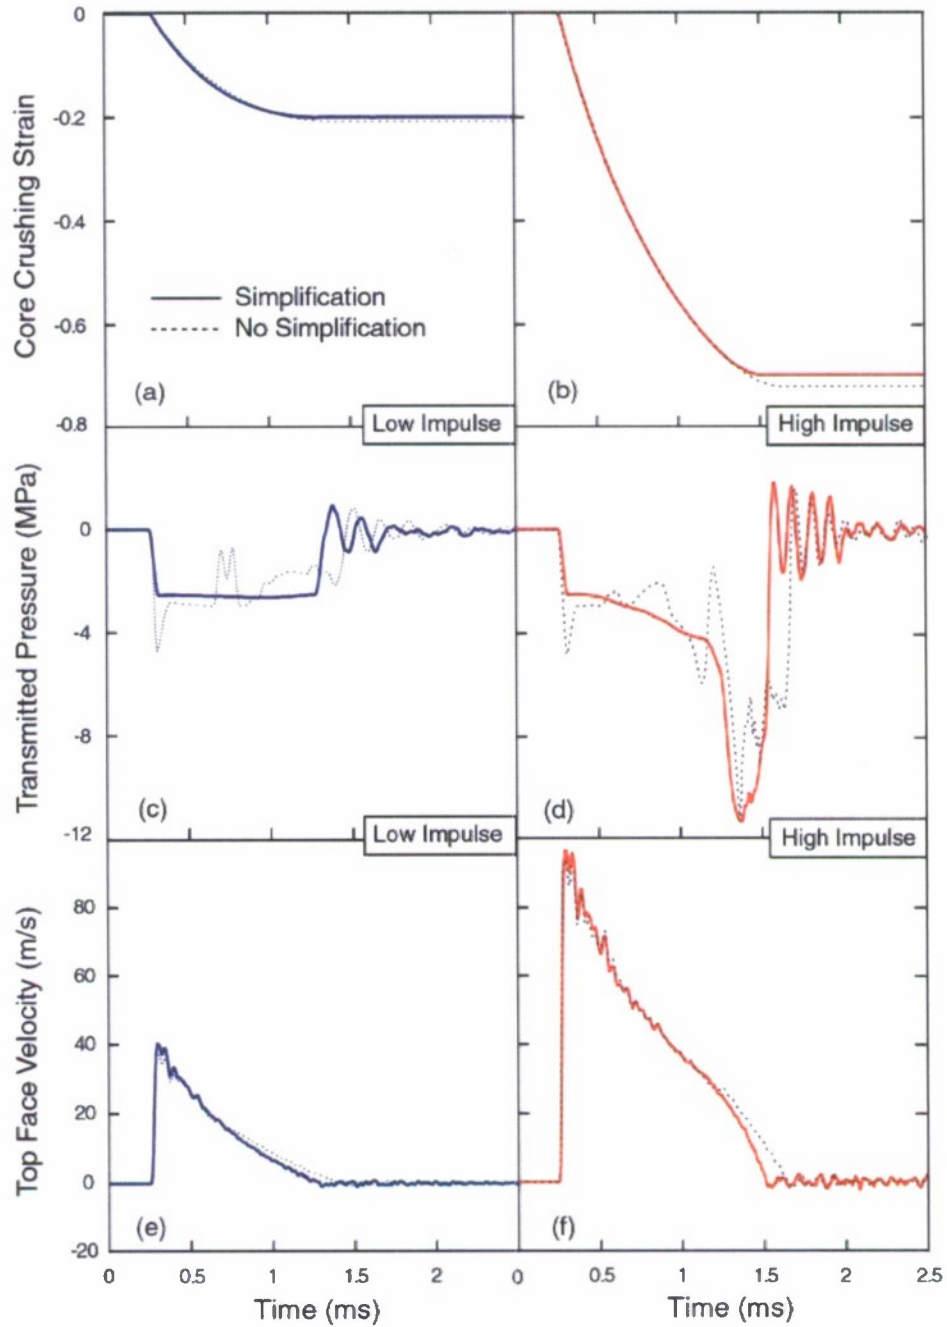 0
-0.2
-0.4
-0.6
-0.8
Core Crushing Strain
Simplification
No Simplification
(a)
(b)
Low Impulse
High Impulse
0
-4
-8
-12
Transmitted Pressure (MPa)
(c)
(d)
Low Impulse
High Impulse
80
60
40
20
0
-20
Top Face Velocity (m/s)
(e)
(f)
0 0.5 1 1.5 2 0 0.5 1 1.5 2 2.5
Time (ms) Time (ms)